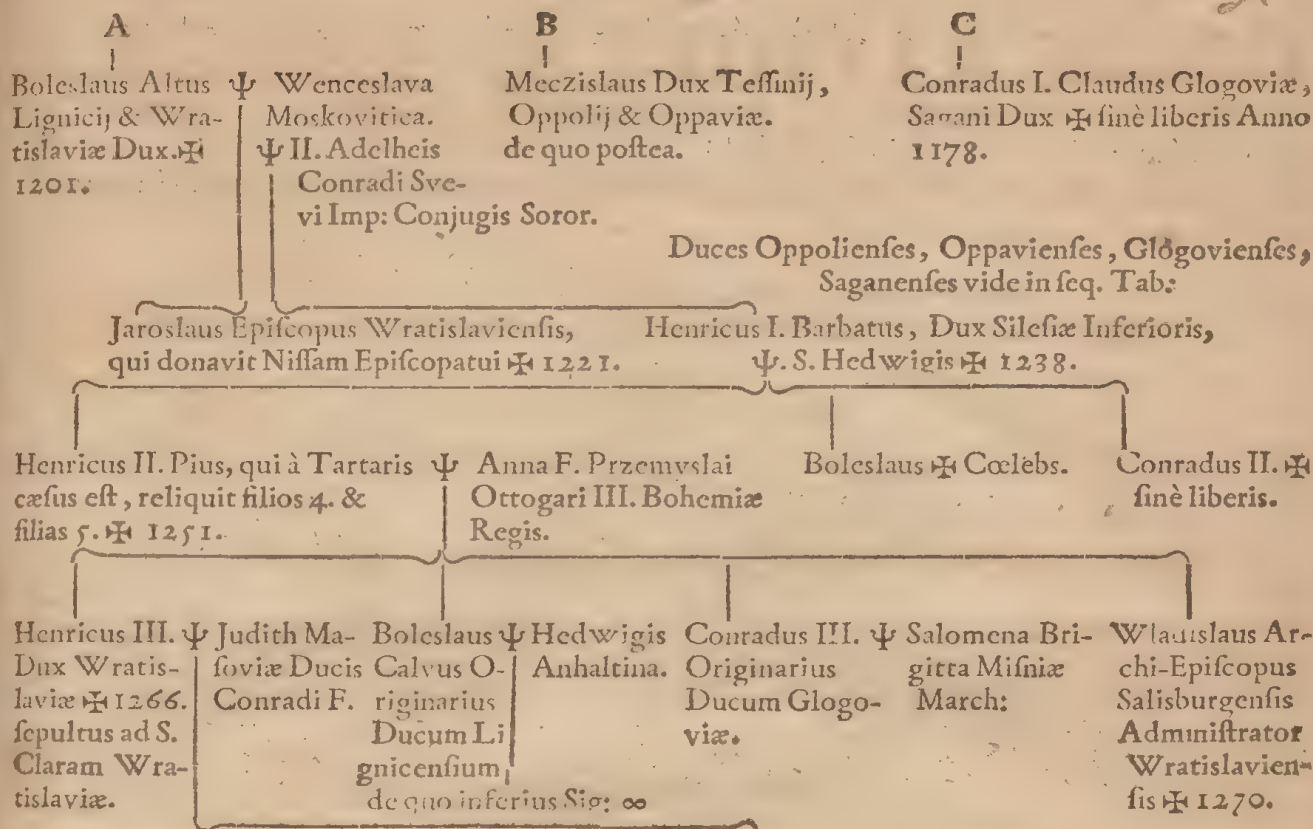 A
B
C
Boleslaus Altus
Lignicij & Wra-
tislaviæ Dux. ✠
1201.
Ψ Wenceslava
Moskovitica.
Ψ II. Adelheis
Conradi Sve-
vi Imp: Conjugis Soror.
Meczislaus Dux Teſſinij,
Oppolij & Oppaviæ.
de quo poſtea.
Conradus I. Claudus Glogoviæ,
Sagani Dux ✠ ſinè liberis Anno
1178.
Duces Oppolienſes, Oppavienſes, Glogovienſes,
Saganenſes vide in ſeq. Tab:
Jaroslaus Epiſcopus Wratislavienſis,
qui donavit Niſſam Epiſcopatui ✠ 1221.
Henricus I. Barbatus, Dux Sileſiæ Inferioris,
Ψ. S. Hedwigis ✠ 1238.
Henricus II. Pius, qui à Tartaris
cæſus eſt, reliquit filios 4. &
filias 5. ✠ 1251.
Ψ Anna F. Przemyslai
Ottogari III. Bohemiæ
Regis.
Boleslaus ✠ Cœlebs.
Conradus II. ✠
ſinè liberis.
Henricus III.
Dux Wratis-
laviæ ✠ 1266.
ſepultus ad S.
Claram Wra-
tislaviæ.
Ψ Judith Ma-
ſoviæ Ducis
Conradi F.
Boleslaus
Calvus O-
riginarius
Ducum Li
gnicenſium,
de quo inferius Sig: ∞
Ψ Hedwigis
Anhaltina.
Conradus III.
Originarius
Ducum Glogo-
viæ.
Ψ Salomena Bri-
gitta Miſniæ
March:
Wladislaus Ar-
chi-Epiſcopus
Salisburgenſis
Adminiſtrator
Wratislavien-
ſis ✠ 1270.